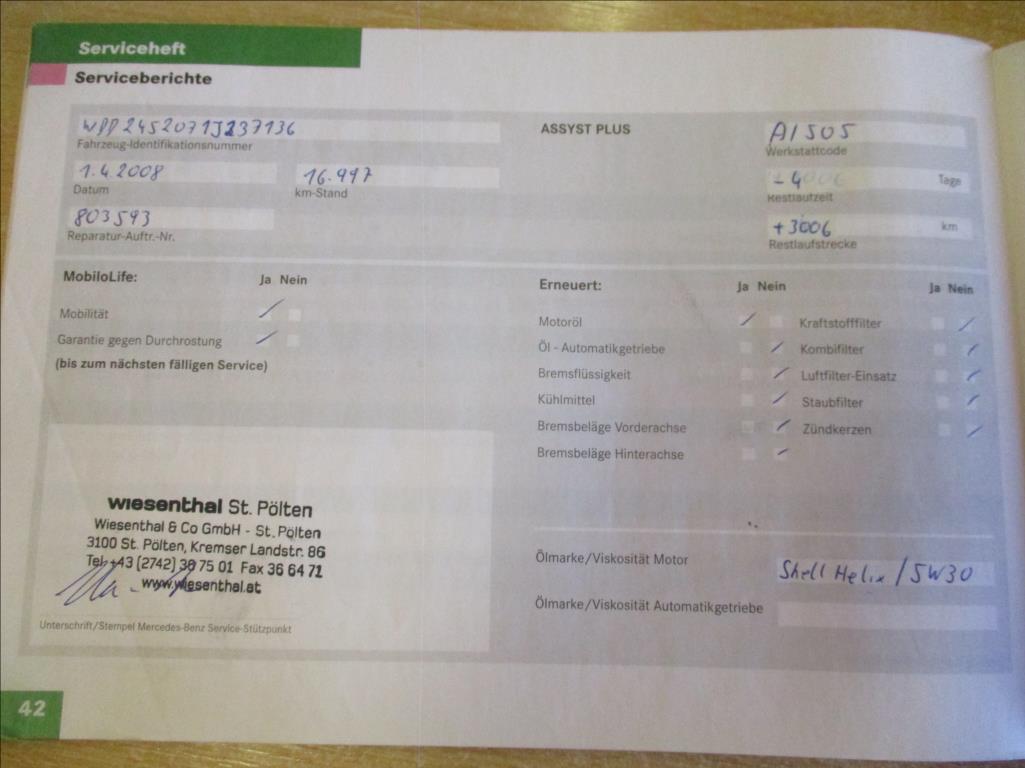 Serviceheft
Serviceberichte
WDD2452071J237136
Fahrzeug-Identifikationsnummer
1.4.2008 16.997
Datum km-Stand
803593
Reparatur-Auftr.-Nr.
ASSYST PLUS
A1505
Werkstattcode
- 4 Tage
Restlaufzeit
+3006 km
Restlaufstrecke
MobiloLife: Ja Nein
Mobilität
Garantie gegen Durchrostung
(bis zum nächsten fälligen Service)
Erneuert: Ja Nein Ja Nein
Motoröl Kraftstofffilter
Öl - Automatikgetriebe Kombifilter
Bremsflüssigkeit Luftfilter-Einsatz
Kühlmittel Staubfilter
Bremsbeläge Vorderachse Zündkerzen
Bremsbeläge Hinterachse
wiesenthal St. Pölten
Wiesenthal & Co GmbH - St. Pölten
3100 St. Pölten, Kremser Landstr. 86
Tel. +43 (2742) 30 75 01 Fax 36 64 71
www.wiesenthal.at
Unterschrift/Stempel Mercedes-Benz Service-Stützpunkt
Ölmarke/Viskosität Motor Shell Helix/5W30
Ölmarke/Viskosität Automatikgetriebe
42